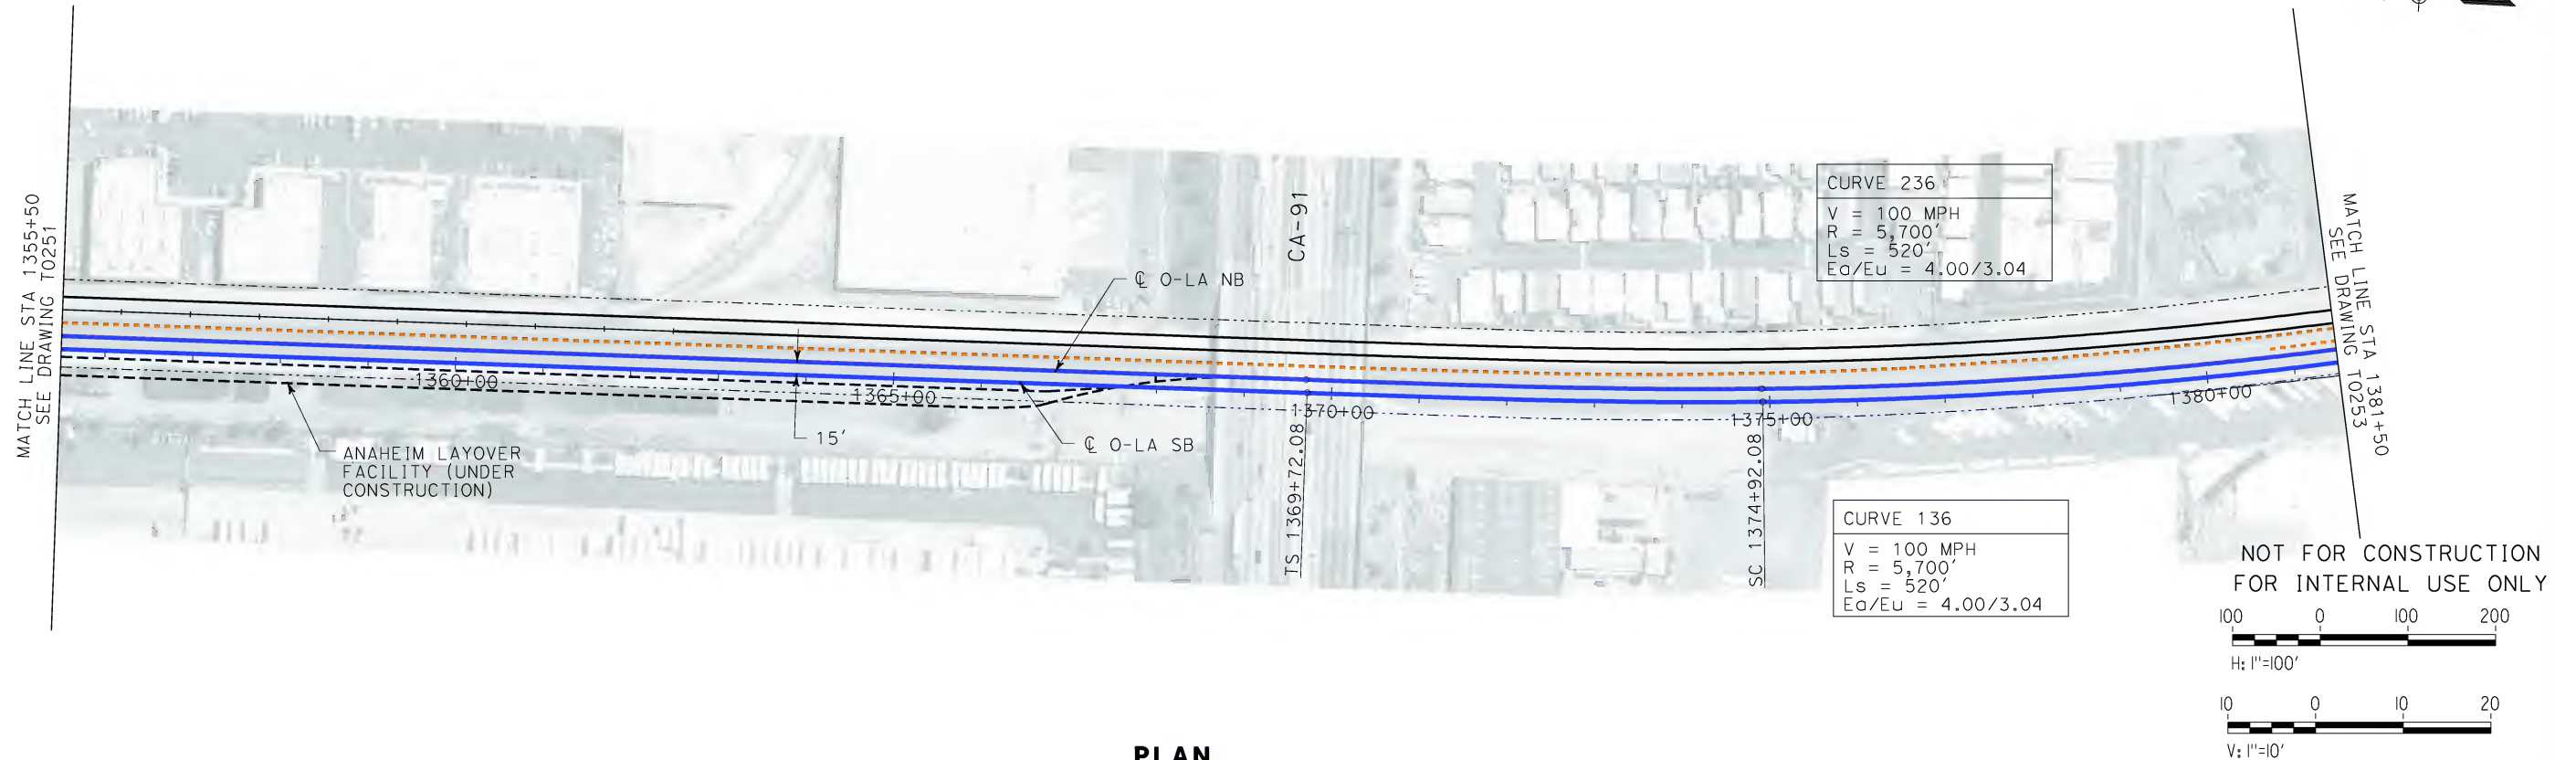 MATCH LINE STA 1355+50
SEE DRAWING TO251
CA-91
℄ O-LA NB
CURVE 236
V = 100 MPH
R = 5,700'
Ls = 520'
Ea/Eu = 4.00/3.04
MATCH LINE STA 1381+50
SEE DRAWING TO253
1360+00
1365+00
1370+00
1375+00
1380+00
15'
℄ O-LA SB
ANAHEIM LAYOVER
FACILITY (UNDER
CONSTRUCTION)
TS 1369+72.08
SC 1374+92.08
CURVE 136
V = 100 MPH
R = 5,700'
Ls = 520'
Ea/Eu = 4.00/3.04
NOT FOR CONSTRUCTION
FOR INTERNAL USE ONLY
100 0 100 200
H: 1"=100'
10 0 10 20
V: 1"=10'
PLAN